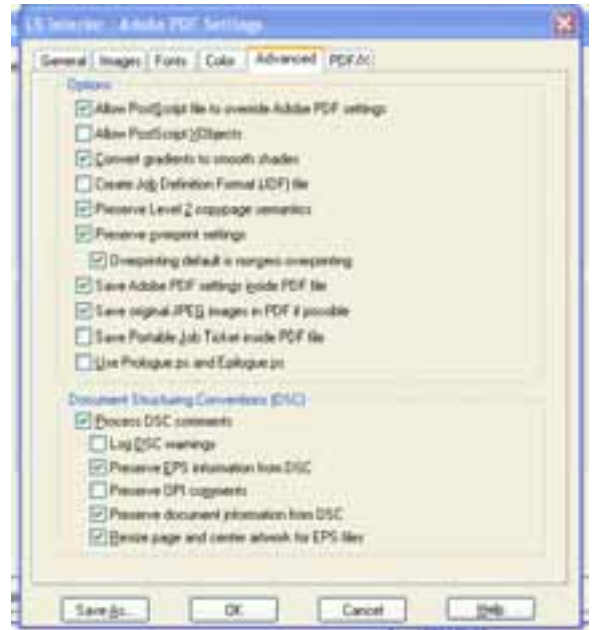 - Adobe PDF Settings
General Images Fonts Color Advanced PDF/X
Options
Allow PostScript file to override Adobe PDF settings
Allow PostScript XObjects
Convert gradients to smooth shades
Create Job Definition Format (JDF) file
Preserve Level 2 copypage semantics
Preserve overprint settings
Overprinting default is nonzero overprinting
Save Adobe PDF settings inside PDF file
Save original JPEG images in PDF if possible
Save Portable Job Ticket inside PDF file
Use Prologue.ps and Epilogue.ps
Document Structuring Conventions (DSC)
Process DSC comments
Log DSC warnings
Preserve EPS information from DSC
Preserve OPI comments
Preserve document information from DSC
Resize page and center artwork for EPS files
Save As... OK Cancel Help